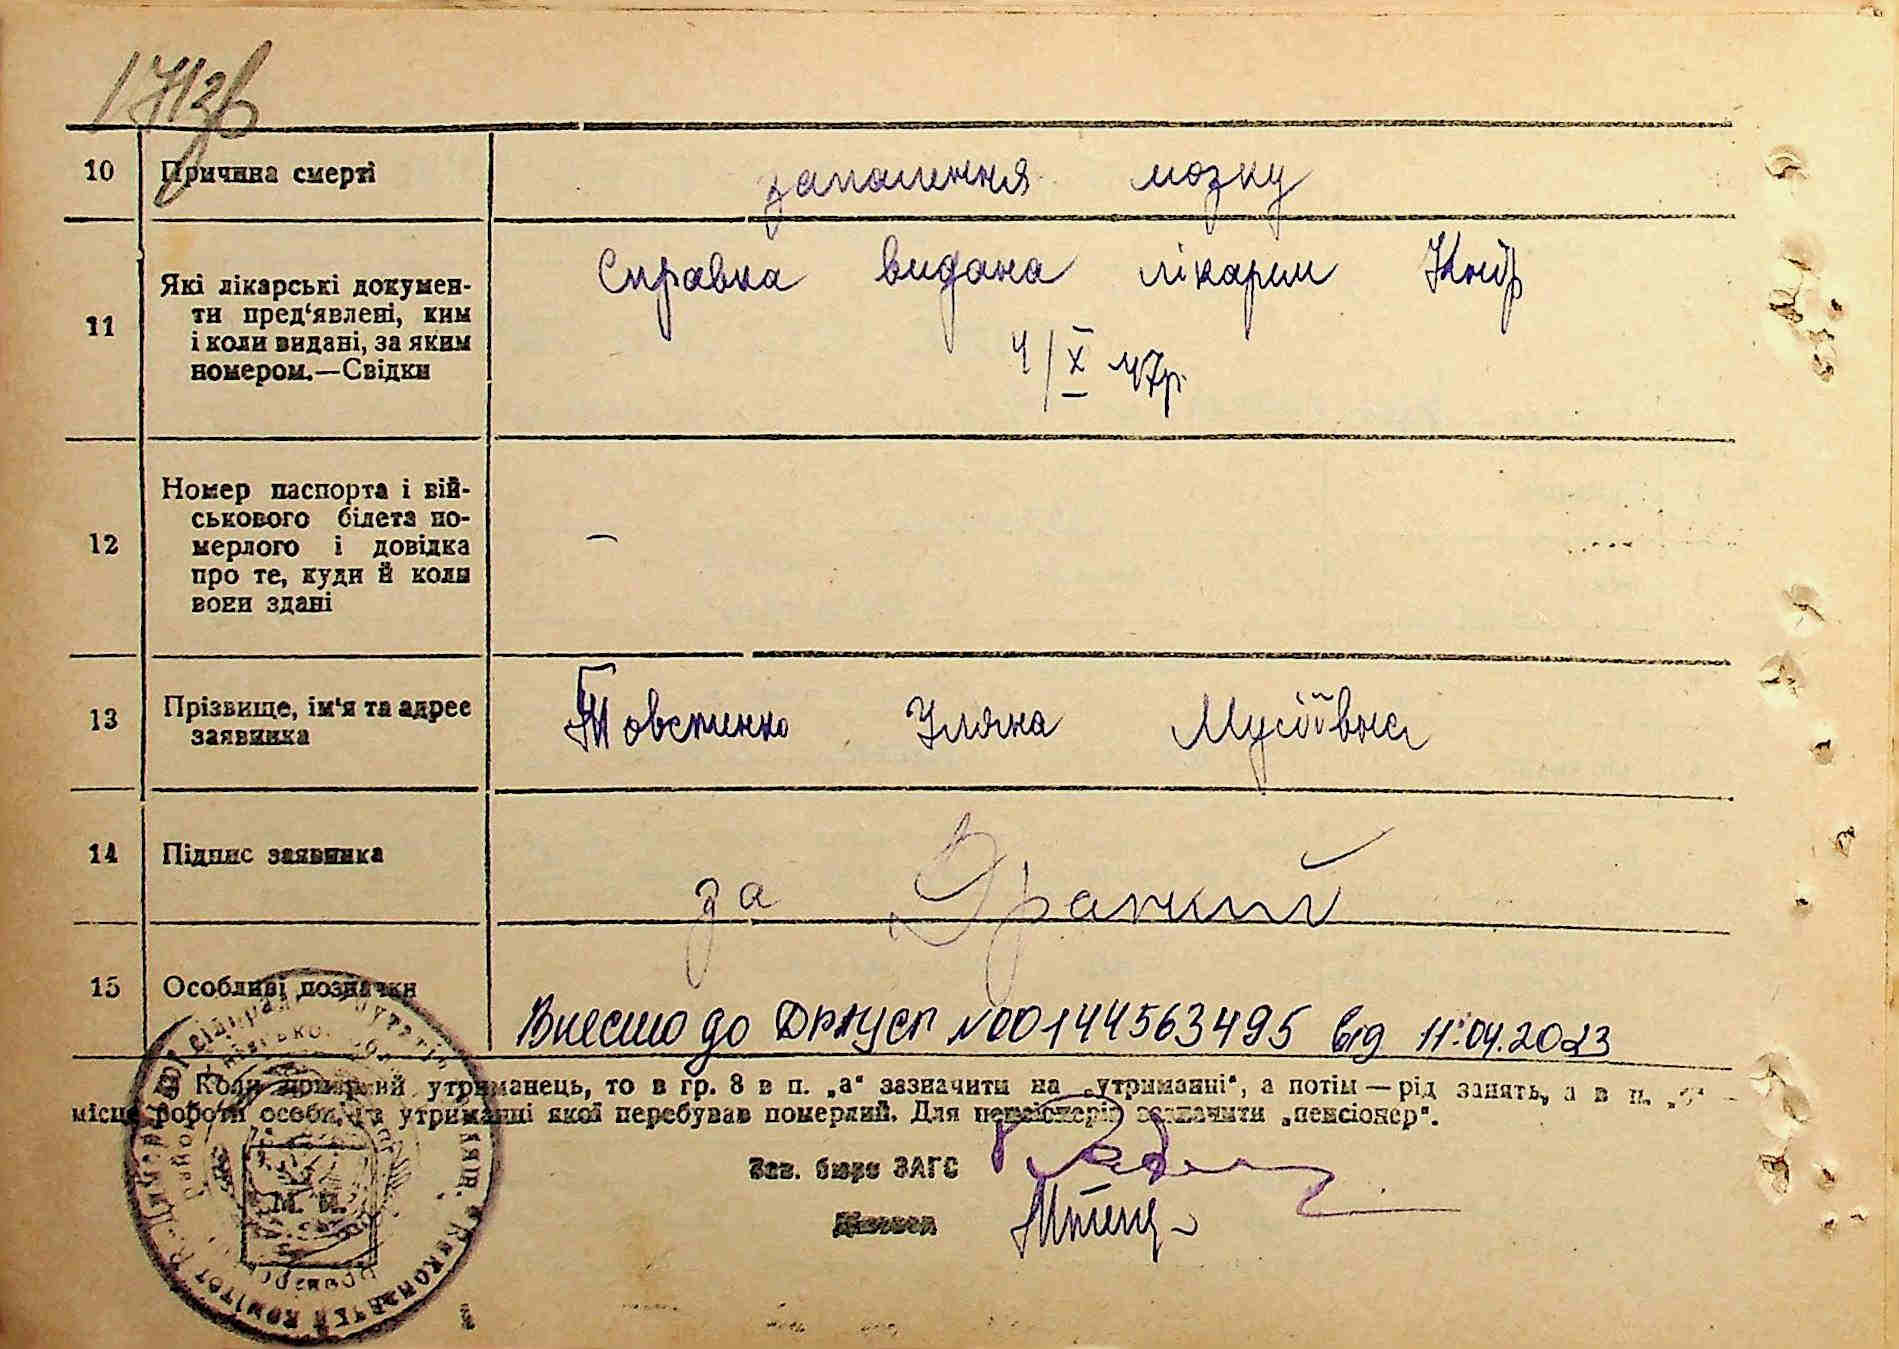 171зв
10 Причина смерті запалення мозку
11 Які лікарські докумен-
ти пред‘явлені, ким
і коли видані, за яким
номером.—Свідки
Справка видана лікарш
4/X 47р.
12 Номер паспорта і вій-
ськового білета по-
мерлого і довідка
про те, куди й коли
вони здані
–
13 Прізвище, ім‘я та адрес
заявника
Товстенко Уляна Мусіївна
14 Підпис заявника
за
15 Особливі позначки
Внесено до ДРАЦСГ №00144563495 від 11.04.2023
Коли померлий утриманець, то в гр. 8 в п. „а“ зазначити на „утриманні“, а потім — рід занять, а в п.
місце роботи особи, на утриманні якої перебував померлий. Для пенсіонерів зазначити „пенсіонер“.
Зав. бюро ЗАГС
Діловод
М. П.